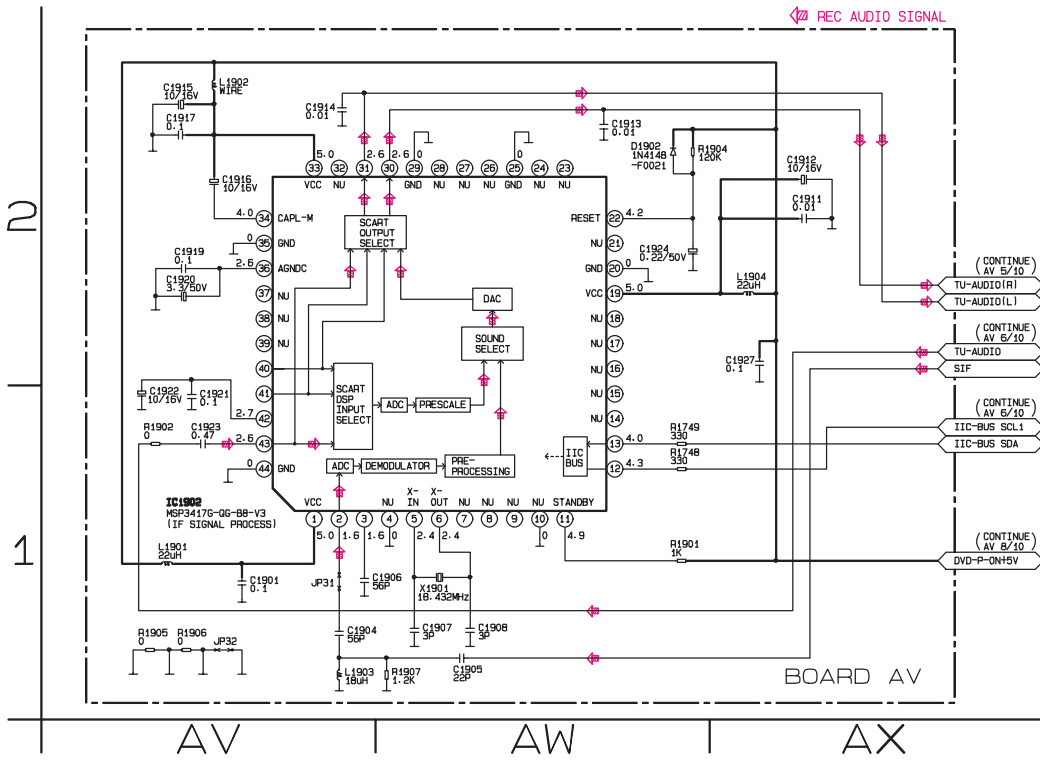 REC AUDIO SIGNAL
C1915
10/16V
L1902
WIRE
C1917
0.1
C1914
0.01
C1913
0.01
D1902
1N4148
-F0021
R1904
120K
C1912
10/16V
C1911
0.01
C1916
10/16V
5.0
2.6
2.6
0
0
33 32 31 30 29 28 27 26 25 24 23
VCC NU GND NU NU NU GND NU NU
2
4.0
34
CAPL-M
SCART
OUTPUT
SELECT
RESET
22
4.2
0
35
GND
NU
21
C1924
0.22/50V
C1919
0.1
2.6
36
AGNDC
GND
20
0
C1920
3.3/50V
L1904
22uH
(CONTINUE
AV 5/10)
TU-AUDIO(R)
TU-AUDIO(L)
37
NU
DAC
VCC
19
5.0
38
NU
NU
18
39
NU
SOUND
SELECT
NU
17
(CONTINUE
AV 6/10)
TU-AUDIO
SIF
40
NU
16
C1927
0.1
41
SCART
DSP
INPUT
SELECT
ADC
PRESCALE
NU
15
C1922
10/16V
C1921
0.1
2.7
42
NU
14
(CONTINUE
AV 6/10)
IIC-BUS SCL1
IIC-BUS SDA
R1902
0
C1923
0.47
2.6
43
IIC
BUS
13
4.0
R1749
330
0
44
GND
ADC
DEMODULATOR
PRE-
PROCESSING
12
4.3
R1748
330
IC1902
MSP3417G-QG-B8-V3
(IF SIGNAL PROCESS)
VCC
NU
X-
IN
X-
OUT
NU NU NU NU STANDBY
1 2 3 4 5 6 7 8 9 10 11
5.0 1.6 1.6 0 2.4 2.4 0 4.9
1
L1901
22uH
R1901
1K
(CONTINUE
AV 8/10)
DVD-P-ON+5V
C1901
0.1
JP31
C1906
56P
X1901
18.432MHz
C1904
56P
C1907
3P
C1908
3P
R1905
0
R1906
0
JP32
L1903
18uH
R1907
1.2K
C1905
22P
BOARD AV
AV AW AX